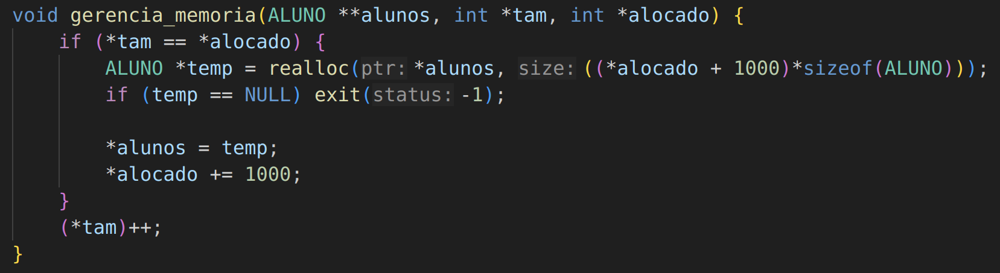 void gerencia_memoria(ALUNO **alunos, int *tam, int *alocado) {
if (*tam == *alocado) {
ALUNO *temp = realloc(ptr: *alunos, size: ((*alocado + 1000)*sizeof(ALUNO)));
if (temp == NULL) exit(status: -1);
*alunos = temp;
*alocado += 1000;
}
(*tam)++;
}